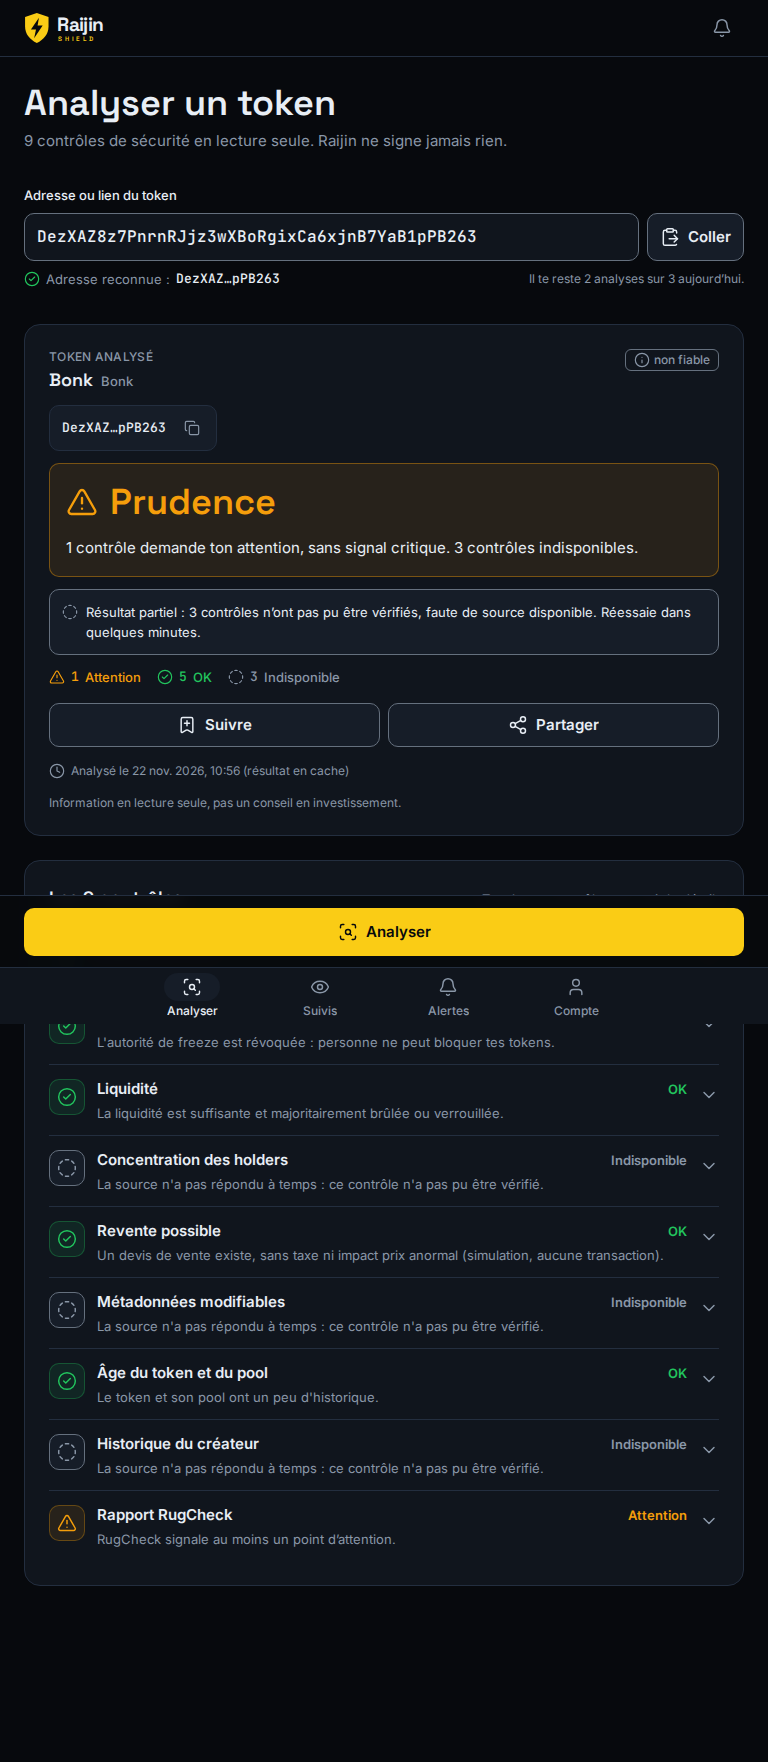 Raijin
SHIELD
Analyser un token
9 contrôles de sécurité en lecture seule. Raijin ne signe jamais rien.
Adresse ou lien du token
DezXAZ8z7PnrnRJjz3wXBoRgixCa6xjnB7YaB1pPB263
Coller
Adresse reconnue : DezXAZ…pPB263
Il te reste 2 analyses sur 3 aujourd'hui.
TOKEN ANALYSÉ
non fiable
Bonk Bonk
DezXAZ…pPB263
Prudence
1 contrôle demande ton attention, sans signal critique. 3 contrôles indisponibles.
Résultat partiel : 3 contrôles n’ont pas pu être vérifiés, faute de source disponible. Réessaie dans
quelques minutes.
1 Attention 5 OK 3 Indisponible
Suivre
Partager
Analysé le 22 nov. 2026, 10:56 (résultat en cache)
Information en lecture seule, pas un conseil en investissement.
Analyser
Analyser
Suivis
Alertes
Compte
L'autorité de freeze est révoquée : personne ne peut bloquer tes tokens.
Liquidité
OK
La liquidité est suffisante et majoritairement brûlée ou verrouillée.
Concentration des holders
Indisponible
La source n'a pas répondu à temps : ce contrôle n'a pas pu être vérifié.
Revente possible
OK
Un devis de vente existe, sans taxe ni impact prix anormal (simulation, aucune transaction).
Métadonnées modifiables
Indisponible
La source n'a pas répondu à temps : ce contrôle n'a pas pu être vérifié.
Âge du token et du pool
OK
Le token et son pool ont un peu d'historique.
Historique du créateur
Indisponible
La source n'a pas répondu à temps : ce contrôle n'a pas pu être vérifié.
Rapport RugCheck
Attention
RugCheck signale au moins un point d’attention.